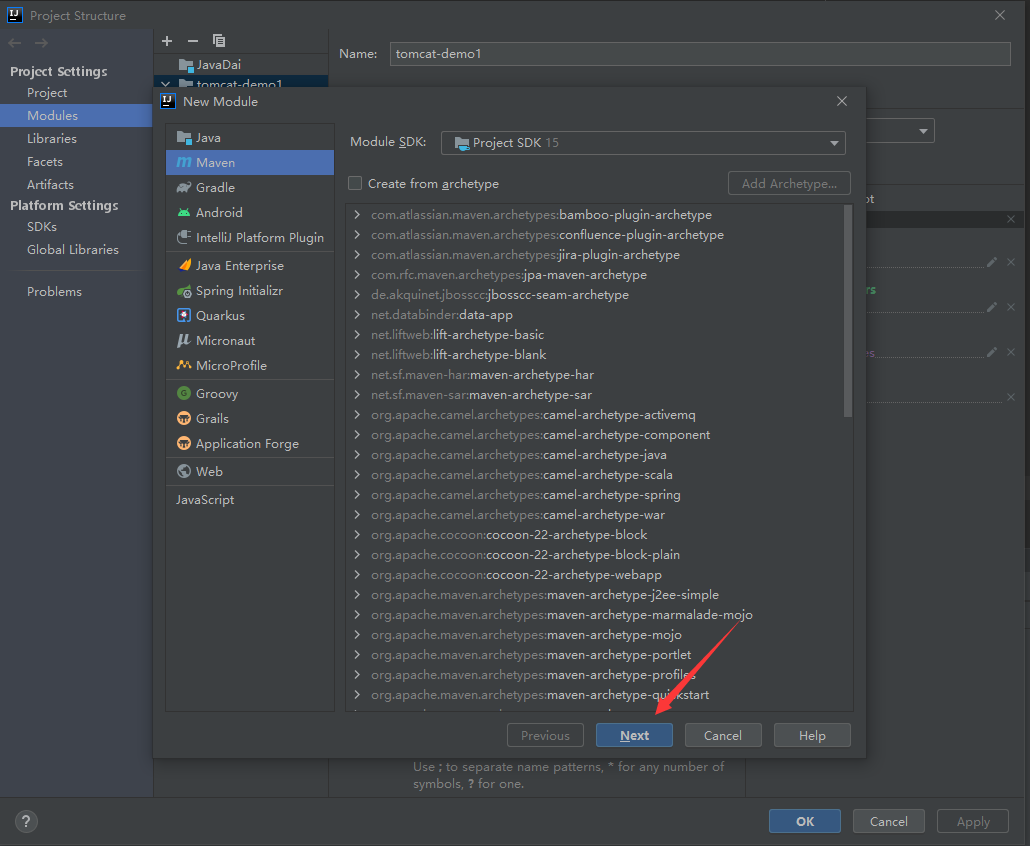 Project Structure
Project Settings
Project
Modules
Libraries
Facets
Artifacts
Platform Settings
SDKs
Global Libraries
Problems
JavaDai
tomcat-demo1
Name: tomcat-demo1
New Module
Java
Maven
Gradle
Android
IntelliJ Platform Plugin
Java Enterprise
Spring Initializr
Quarkus
Micronaut
MicroProfile
Groovy
Grails
Application Forge
Web
JavaScript
Module SDK: Project SDK 15
Create from archetype
Add Archetype...
com.atlassian.maven.archetypes:bamboo-plugin-archetype
com.atlassian.maven.archetypes:confluence-plugin-archetype
com.atlassian.maven.archetypes:jira-plugin-archetype
com.rfc.maven.archetypes:jpa-maven-archetype
de.akquinet.jbosscc:jbosscc-seam-archetype
net.databinder:data-app
net.liftweb:lift-archetype-basic
net.liftweb:lift-archetype-blank
net.sf.maven-har:maven-archetype-har
net.sf.maven-sar:maven-archetype-sar
org.apache.camel.archetypes:camel-archetype-activemq
org.apache.camel.archetypes:camel-archetype-component
org.apache.camel.archetypes:camel-archetype-java
org.apache.camel.archetypes:camel-archetype-scala
org.apache.camel.archetypes:camel-archetype-spring
org.apache.camel.archetypes:camel-archetype-war
org.apache.cocoon:cocoon-22-archetype-block
org.apache.cocoon:cocoon-22-archetype-block-plain
org.apache.cocoon:cocoon-22-archetype-webapp
org.apache.maven.archetypes:maven-archetype-j2ee-simple
org.apache.maven.archetypes:maven-archetype-marmalade-mojo
org.apache.maven.archetypes:maven-archetype-mojo
org.apache.maven.archetypes:maven-archetype-portlet
org.apache.maven.archetypes:maven-archetype-profiles
org.apache.maven.archetypes:maven-archetype-quickstart
Previous
Next
Cancel
Help
Use ; to separate name patterns, * for any number of
symbols, ? for one.
?
OK
Cancel
Apply